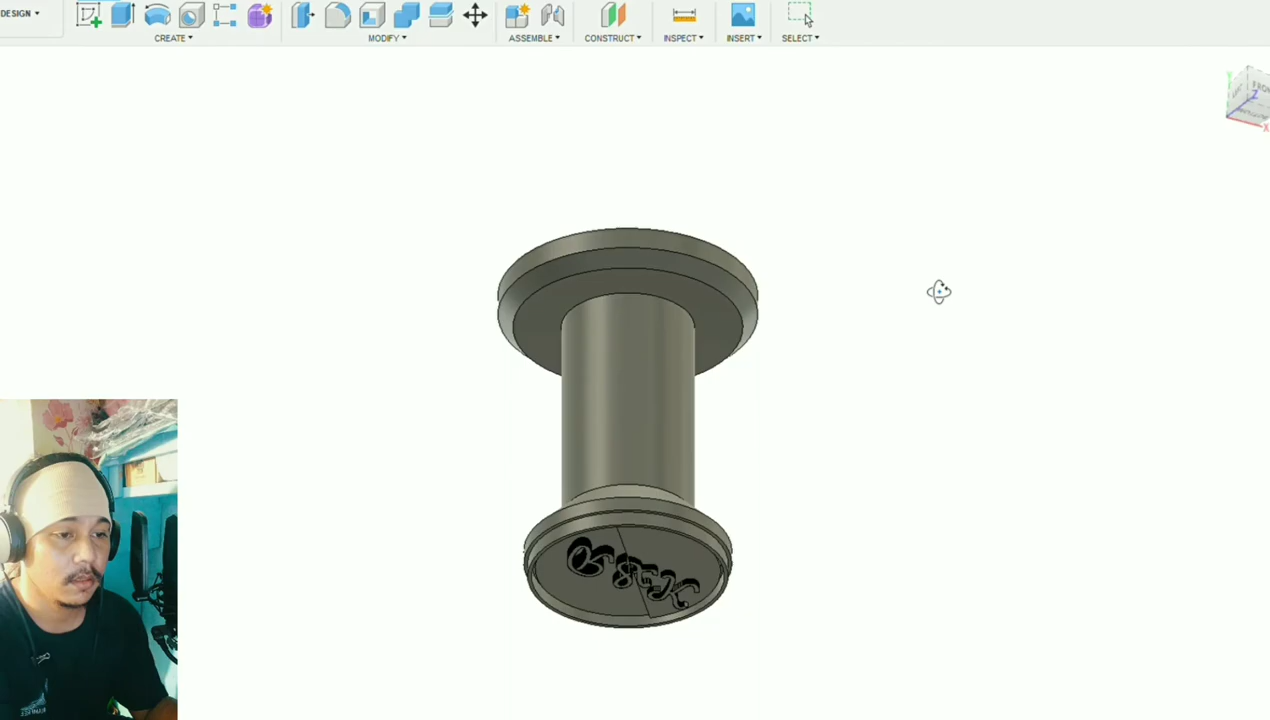 DESIGN ▾
CREATE ▾
MODIFY ▾
ASSEMBLE ▾
CONSTRUCT ▾
INSPECT ▾
INSERT ▾
SELECT ▾
Z
X